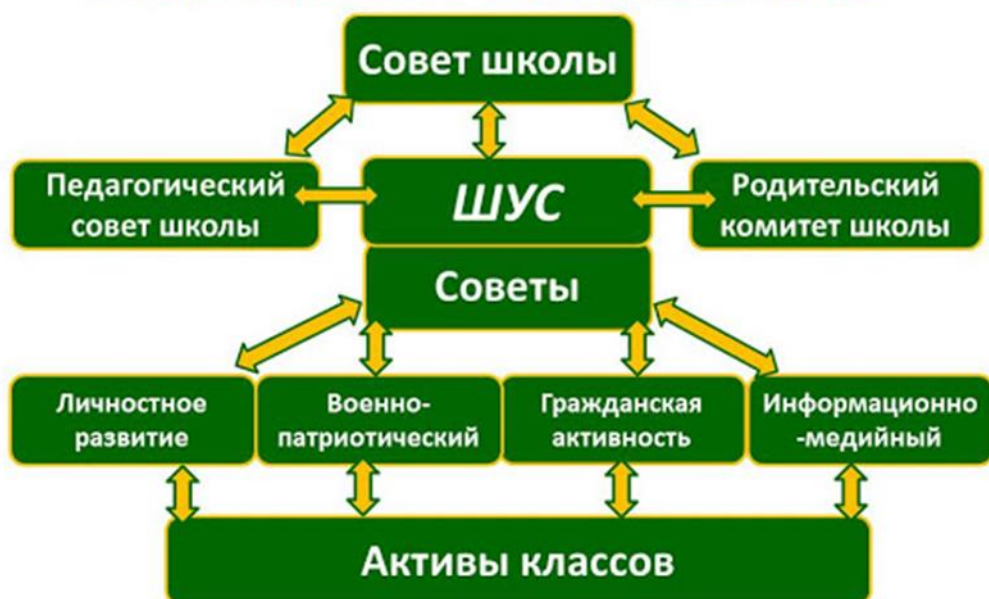 Совет школы
Педагогический
совет школы
ШУС
Родительский
комитет школы
Советы
Личностное
развитие
Военно-
патриотический
Гражданская
активность
Информационно
-медийный
Активы классов